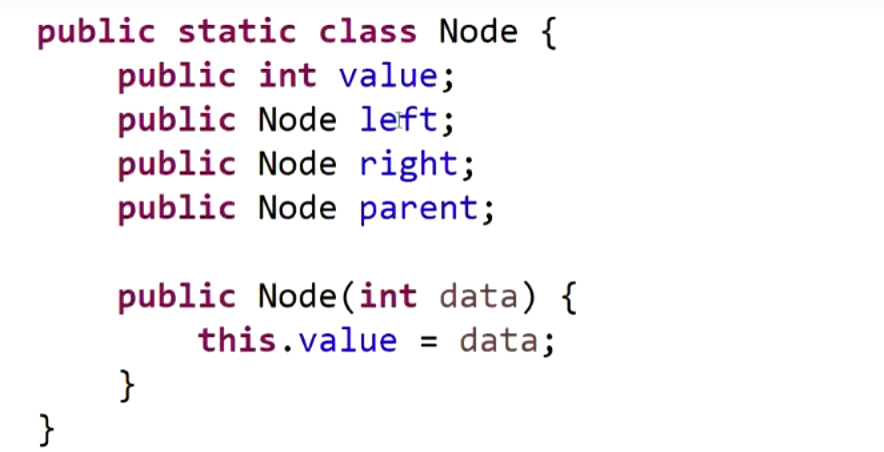 public static class Node {
    public int value;
    public Node left;
    public Node right;
    public Node parent;
    public Node(int data) {
        this.value = data;
    }
}